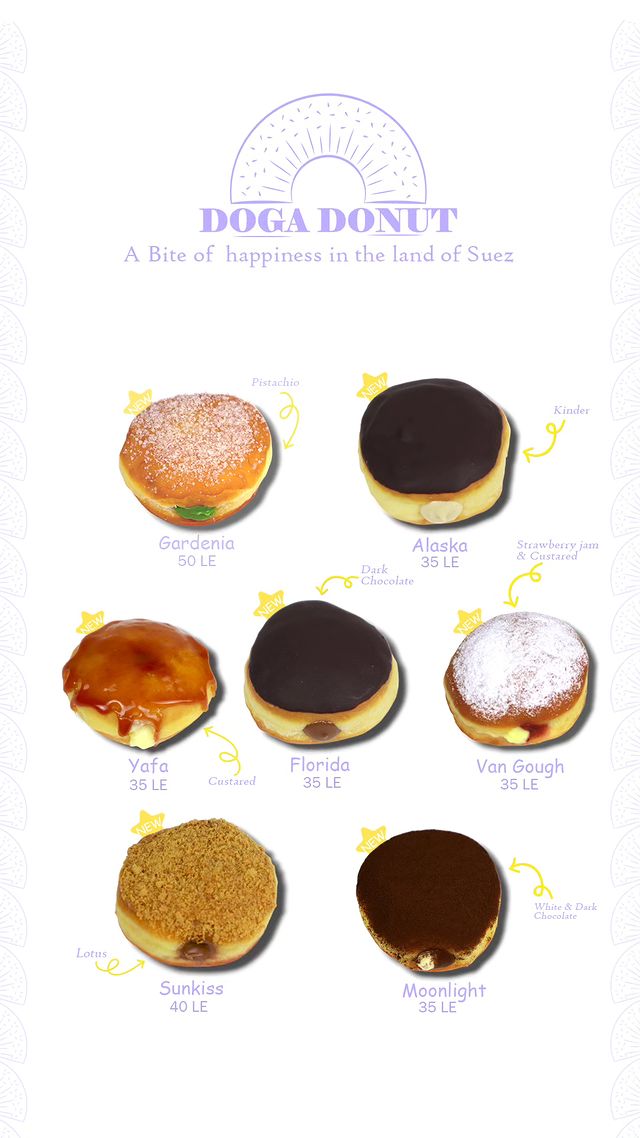 DOGA DONUT
A Bite of happiness in the land of Suez
NEW
Pistachio
Gardenia
50 LE
NEW
Kinder
Alaska
35 LE
NEW
Custared
Yafa
35 LE
NEW
Dark
Chocolate
Florida
35 LE
NEW
Strawberry jam
& Custared
Van Gough
35 LE
NEW
Lotus
Sunkiss
40 LE
NEW
White & Dark
Chocolate
Moonlight
35 LE